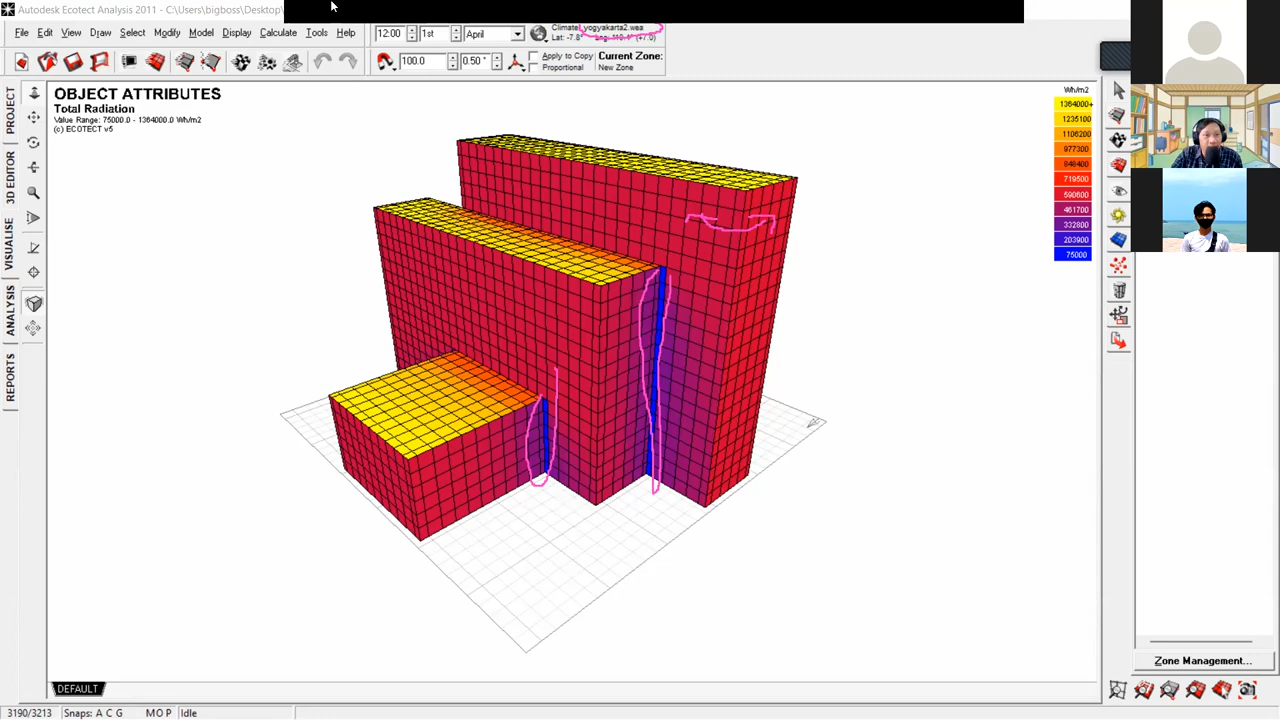 Autodesk Ecotect Analysis 2011 - C:\Users\bigboss\Desktop\
File Edit View Draw Select Modify Model Display Calculate Tools Help
12:00 1st April
Climate: yogyakarta2.wea
Lat: -7.8°
100.0 0.50 °
Apply to Copy
Proportional
Current Zone:
New Zone
PROJECT
3D EDITOR
VISUALISE
ANALYSIS
REPORTS
OBJECT ATTRIBUTES
Total Radiation
Value Range: 75000.0 - 1364000.0 Wh/m2
(c) ECOTECT v5
Wh/m2
1364000+
1235100
1106200
977300
848400
719500
590600
461700
332800
203900
75000
Zone Management...
DEFAULT
3190/3213 Snaps: A C G M O P Idle